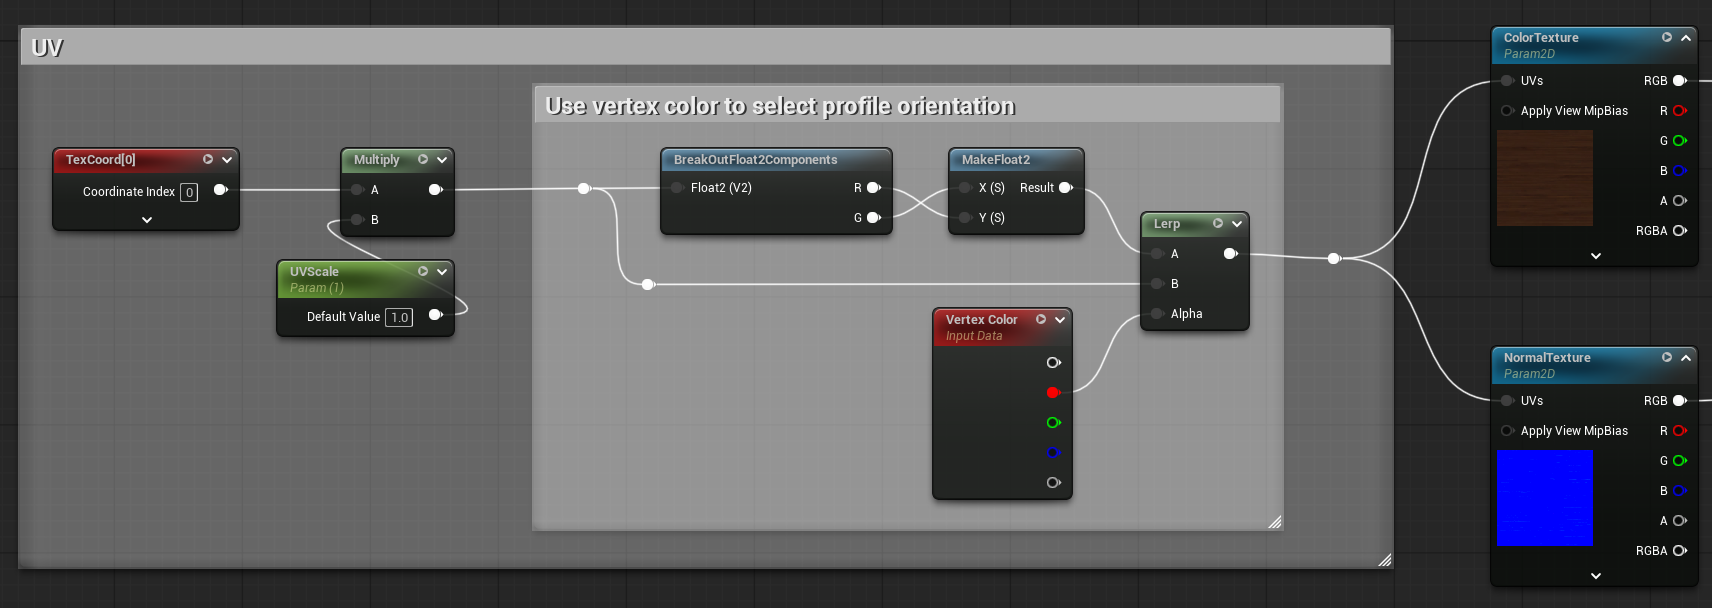 UV
Use vertex color to select profile orientation
TexCoord[0]
Coordinate Index 0
Multiply
A
B
UVScale
Param (1)
Default Value 1.0
BreakOutFloat2Components
Float2 (V2)
R
G
MakeFloat2
X (S) Result
Y (S)
Lerp
A
B
Alpha
Vertex Color
Input Data
ColorTexture
Param2D
UVs RGB
Apply View MipBias R
G
B
A
RGBA
NormalTexture
Param2D
UVs RGB
Apply View MipBias R
G
B
A
RGBA